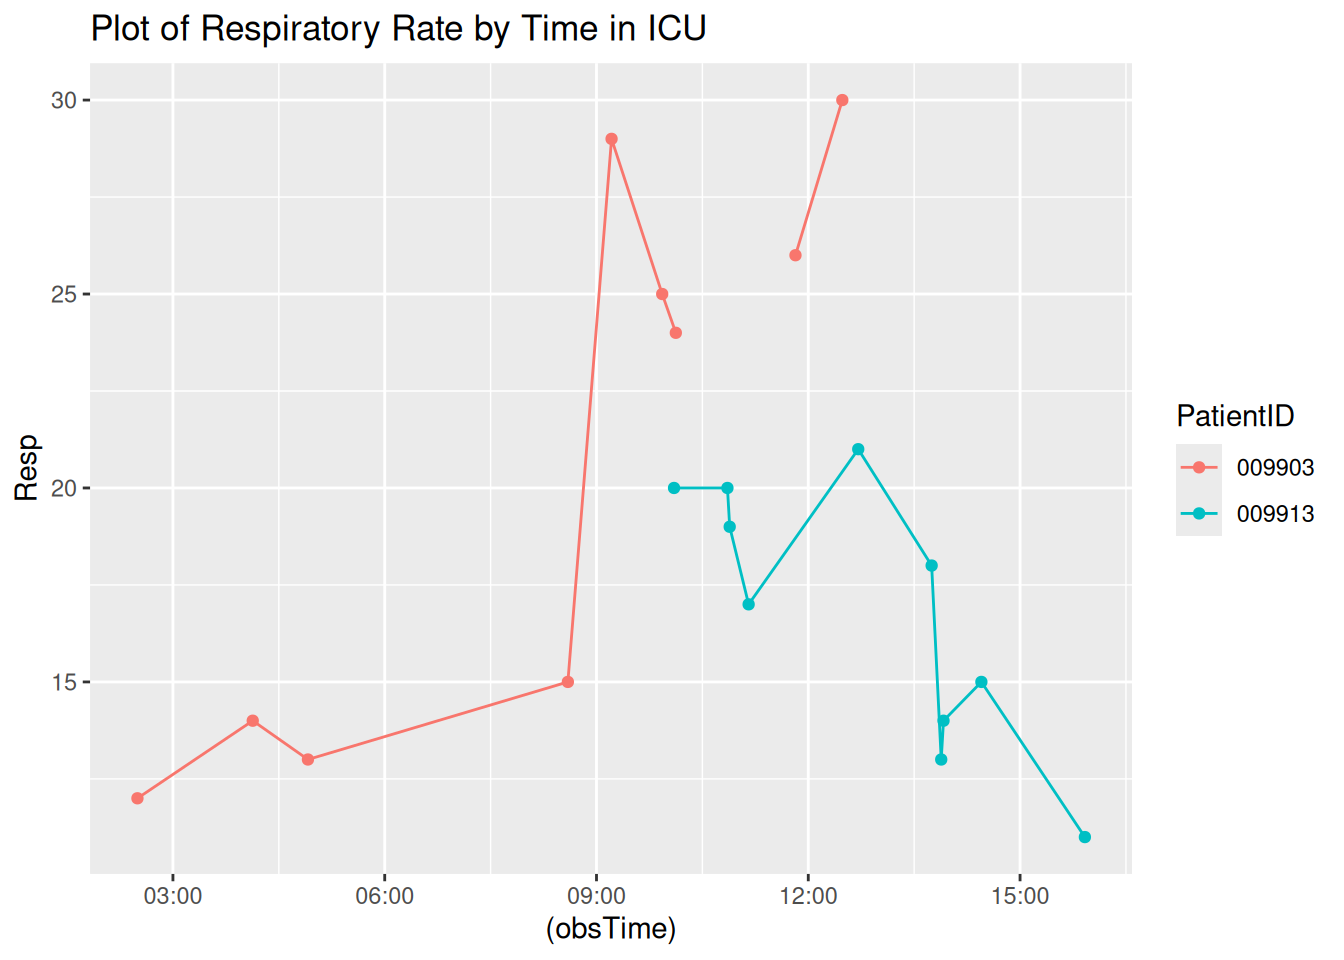 Plot of Respiratory Rate by Time in ICU
30
25
20
15
Resp
03:00 06:00 09:00 12:00 15:00
(obsTime)
PatientID
009903
009913